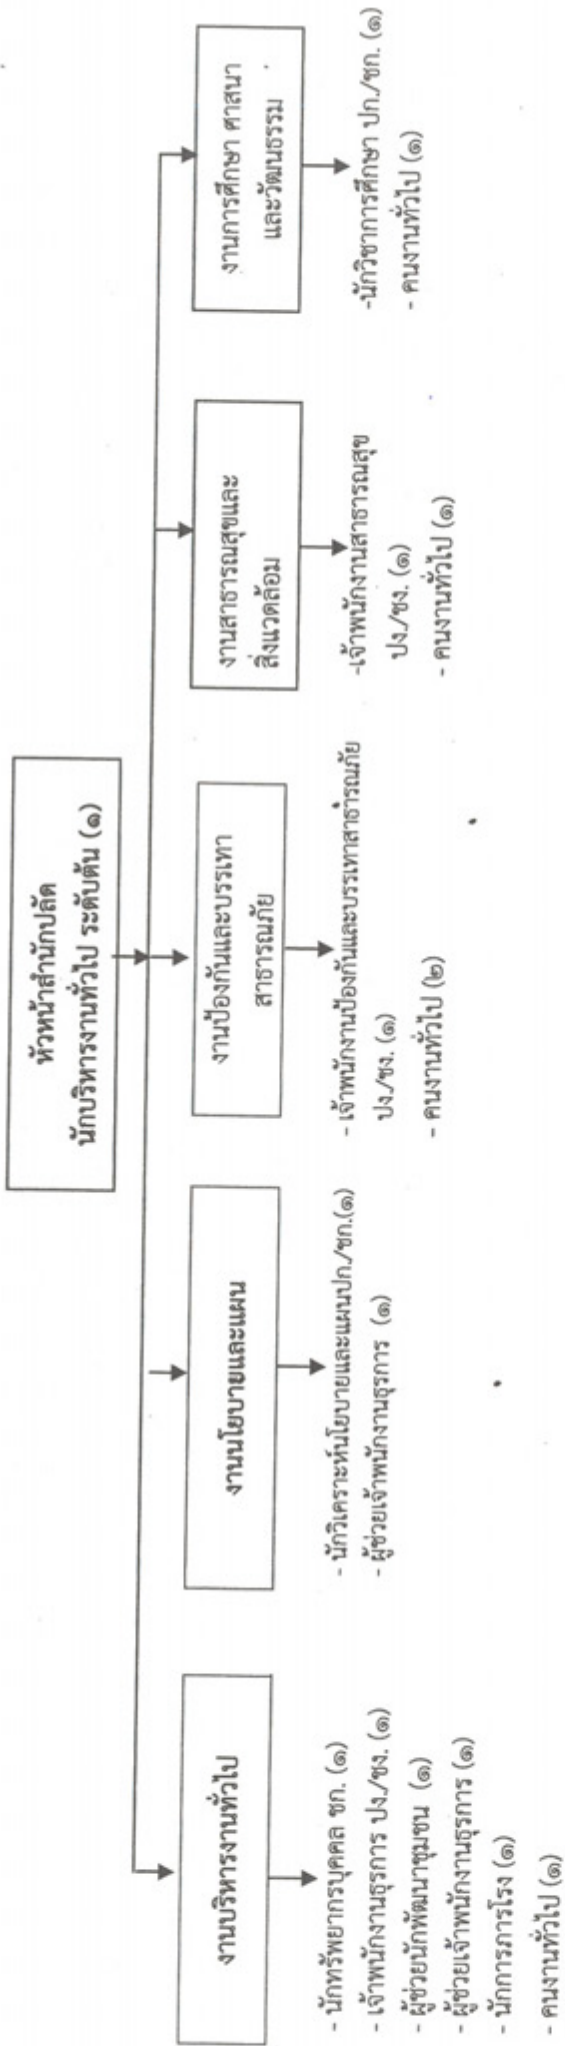 หัวหน้าสำนักปลัด
นักบริหารงานทั่วไป ระดับต้น (๑)
งานบริหารงานทั่วไป
- นักทรัพยากรบุคคล ชก. (๑)
- เจ้าพนักงานธุรการ ปง./ชง. (๑)
- ผู้ช่วยนักพัฒนาชุมชน (๑)
- ผู้ช่วยเจ้าพนักงานธุรการ (๑)
- นักการภารโรง (๑)
- คนงานทั่วไป (๑)
งานนโยบายและแผน
- นักวิเคราะห์นโยบายและแผนปก./ชก.(๑)
- ผู้ช่วยเจ้าพนักงานธุรการ (๑)
งานป้องกันและบรรเทา
สาธารณภัย
- เจ้าพนักงานป้องกันและบรรเทาสาธารณภัย
ปง./ชง. (๑)
- คนงานทั่วไป (๒)
งานสาธารณสุขและ
สิ่งแวดล้อม
-เจ้าพนักงานสาธารณสุข
ปง./ชง. (๑)
- คนงานทั่วไป (๑)
งานการศึกษา ศาสนา
และวัฒนธรรม
-นักวิชาการศึกษา ปก./ชก. (๑)
- คนงานทั่วไป (๑)